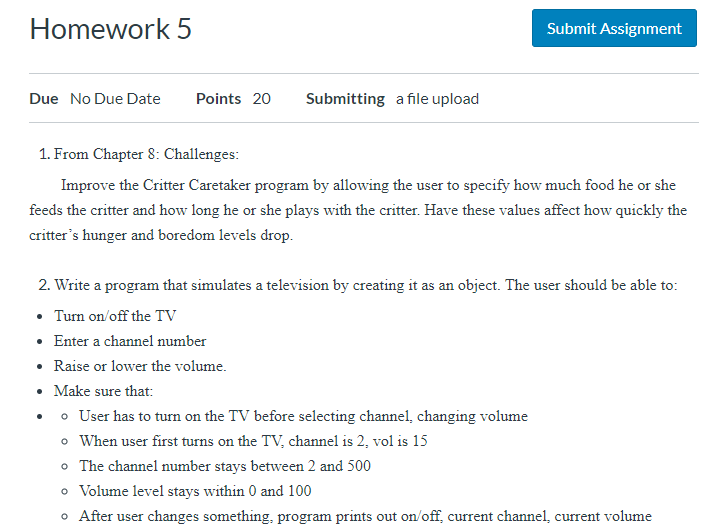 Homework 5
Submit Assignment
Due No Due Date Points 20 Submitting a file upload
1. From Chapter 8: Challenges:
Improve the Critter Caretaker program by allowing the user to specify how much food he or she
feeds the critter and how long he or she plays with the critter. Have these values affect how quickly the
critter’s hunger and boredom levels drop.
2. Write a program that simulates a television by creating it as an object. The user should be able to:
• Turn on/off the TV
• Enter a channel number
• Raise or lower the volume.
• Make sure that:
• ◦ User has to turn on the TV before selecting channel, changing volume
◦ When user first turns on the TV, channel is 2, vol is 15
◦ The channel number stays between 2 and 500
◦ Volume level stays within 0 and 100
◦ After user changes something, program prints out on/off, current channel, current volume